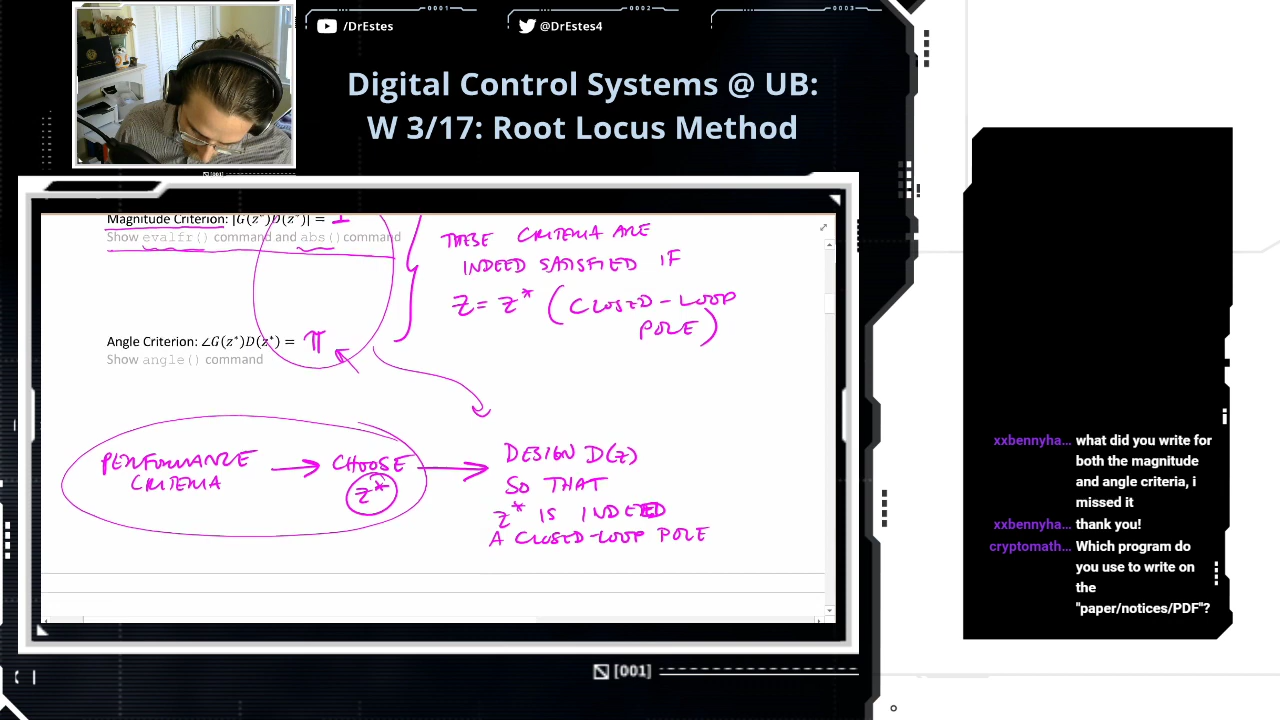 0001
0002
0003
/DrEstes
@DrEstes4
Digital Control Systems @ UB:
W 3/17: Root Locus Method
[001]
Magnitude Criterion: |G(z*)D(z*)| = 1
Show evalfr() command and abs() command
THESE CRITERIA ARE
INDEED SATISFIED IF
Z = Z* (CLOSED-LOOP
POLE)
Angle Criterion: ∠G(z*)D(z*) = π
Show angle() command
PERFORMANCE
CRITERIA
CHOOSE
Z*
DESIGN D(Z)
SO THAT
Z* IS INDEED
A CLOSED-LOOP POLE
xxbennyha... what did you write for
both the magnitude
and angle criteria, i
missed it
xxbennyha... thank you!
cryptomath... Which program do
you use to write on
the
"paper/notices/PDF"?
[001]